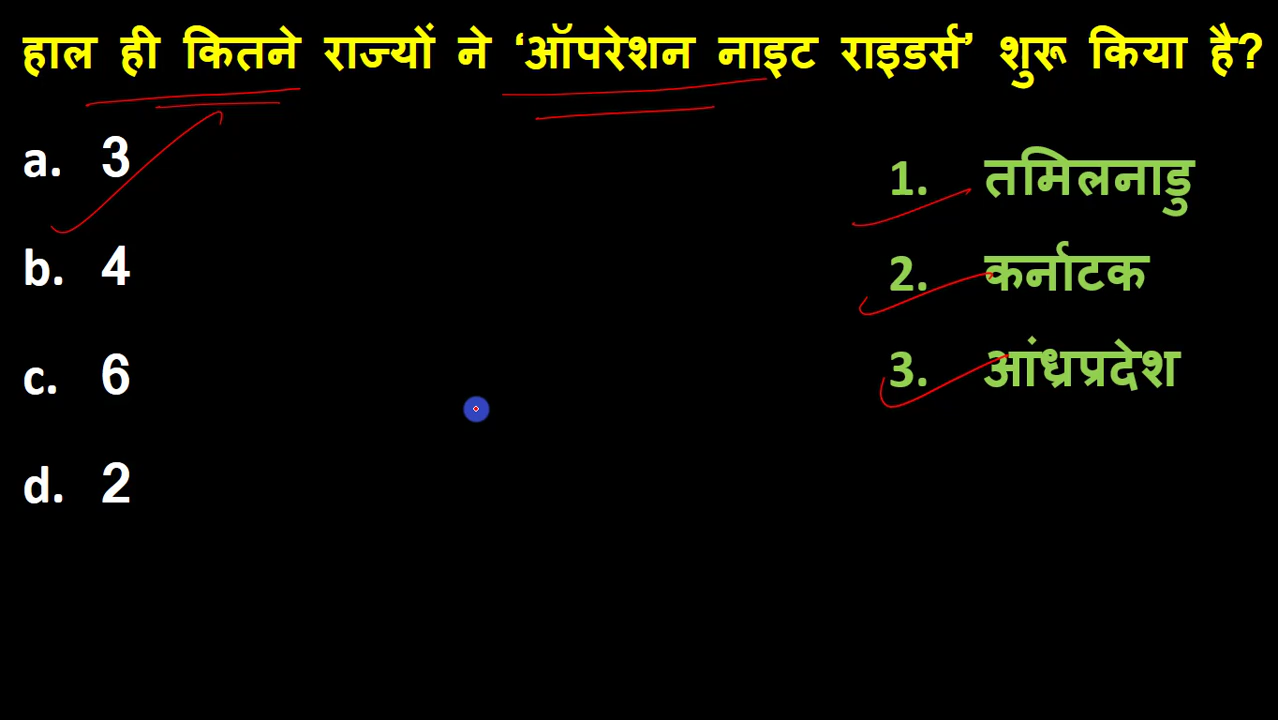 हाल ही कितने राज्यों ने ‘ऑपरेशन नाइट राइडर्स’ शुरू किया है?
a. 3
b. 4
c. 6
d. 2
1. तमिलनाडु
2. कर्नाटक
3. आंध्रप्रदेश